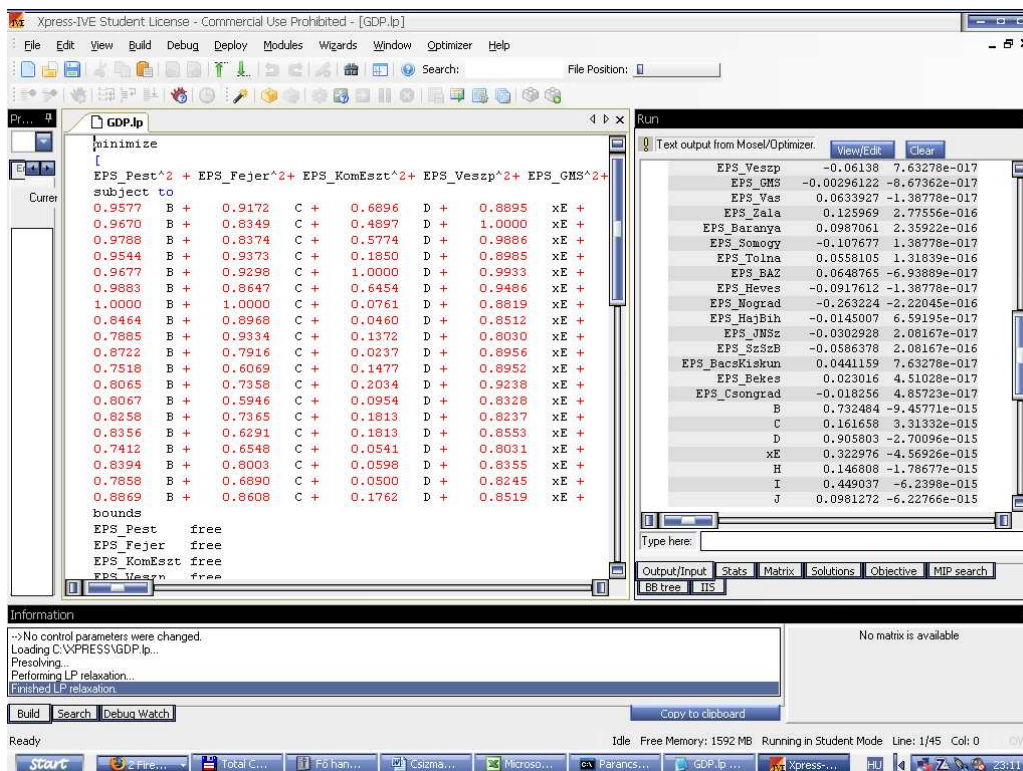 Xpress-IVE Student License - Commercial Use Prohibited - [GDP.lp]
File Edit View Build Debug Deploy Modules Wizards Window Optimizer Help
Search: File Position:
Pr...
GDP.lp
Run
Curren
minimize
[
EPS_Pest^2 + EPS_Fejer^2+ EPS_KomEszt^2+ EPS_Veszp^2+ EPS_GMS^2+
subject to
0.9577 B + 0.9172 C + 0.6896 D + 0.8895 xE +
0.9670 B + 0.8349 C + 0.4897 D + 1.0000 xE +
0.9788 B + 0.8374 C + 0.5774 D + 0.9886 xE +
0.9544 B + 0.9373 C + 0.1850 D + 0.8985 xE +
0.9677 B + 0.9298 C + 1.0000 D + 0.9933 xE +
0.9883 B + 0.8647 C + 0.6454 D + 0.9486 xE +
1.0000 B + 1.0000 C + 0.0761 D + 0.8819 xE +
0.8464 B + 0.8968 C + 0.0460 D + 0.8512 xE +
0.7885 B + 0.9334 C + 0.1372 D + 0.8030 xE +
0.8722 B + 0.7916 C + 0.0237 D + 0.8956 xE +
0.7518 B + 0.6069 C + 0.1477 D + 0.8952 xE +
0.8065 B + 0.7358 C + 0.2034 D + 0.9238 xE +
0.8067 B + 0.5946 C + 0.0954 D + 0.8328 xE +
0.8258 B + 0.7365 C + 0.1813 D + 0.8237 xE +
0.8356 B + 0.6291 C + 0.1813 D + 0.8553 xE +
0.7412 B + 0.6548 C + 0.0541 D + 0.8031 xE +
0.8394 B + 0.8003 C + 0.0598 D + 0.8355 xE +
0.7858 B + 0.6890 C + 0.0500 D + 0.8245 xE +
0.8869 B + 0.8608 C + 0.1762 D + 0.8519 xE +
bounds
EPS_Pest free
EPS_Fejer free
EPS_KomEszt free
EPS_Veszp free
Text output from Mosel/Optimizer. View/Edit Clear
EPS_Veszp -0.06138 7.63278e-017
EPS_GMS -0.00296122 -8.67362e-017
EPS_Vas 0.0633927 -1.38778e-017
EPS_Zala 0.125969 2.77556e-016
EPS_Baranya 0.0987061 2.35922e-016
EPS_Somogy -0.107677 1.38778e-017
EPS_Tolna 0.0558105 1.31839e-016
EPS_BAZ 0.0648765 -6.93889e-017
EPS_Heves -0.0917612 -1.38778e-017
EPS_Nograd -0.263224 -2.22045e-016
EPS_HajBih -0.0145007 6.59195e-017
EPS_JNSz -0.0302928 2.08167e-017
EPS_SzSzB -0.0586378 2.08167e-016
EPS_BacsKiskun 0.0441159 7.63278e-017
EPS_Bekes 0.023016 4.51028e-017
EPS_Csongrad -0.018256 4.85723e-017
B 0.732484 -9.45771e-015
C 0.161658 3.31332e-015
D 0.905803 -2.70096e-015
xE 0.322976 -4.56926e-015
H 0.146808 -1.78677e-015
I 0.449037 -6.2398e-015
J 0.0981272 -6.22766e-015
Type here:
Output/Input Stats Matrix Solutions Objective MIP search
BB tree IIS
Information
-->No control parameters were changed.
Loading C:\XPRESS\GDP.lp...
Presolving...
Performing LP relaxation...
Finished LP relaxation.
No matrix is available
Build Search Debug Watch Copy to clipboard
Ready Idle Free Memory: 1592 MB Running in Student Mode Line: 1/45 Col: 0
Start 2 Fire... Total C... Fő han... Csizma... Microso... Parancs... GDP.lp ... Xpress-... HU 23:11